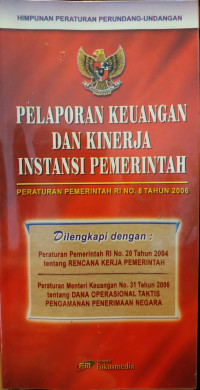 HIMPUNAN PERATURAN PERUNDANG-UNDANGAN
PELAPORAN KEUANGAN
DAN KINERJA
INSTANSI PEMERINTAH
PERATURAN PEMERINTAH RI NO. 8 TAHUN 2006
Dilengkapi dengan :
Peraturan Pemerintah RI No. 20 Tahun 2004
tentang RENCANA KERJA PEMERINTAH
Peraturan Menteri Keuangan No. 31 Tahun 2006
tentang DANA OPERASIONAL TAKTIS
PENGAMANAN PENERIMAAN NEGARA
Fokusmedia